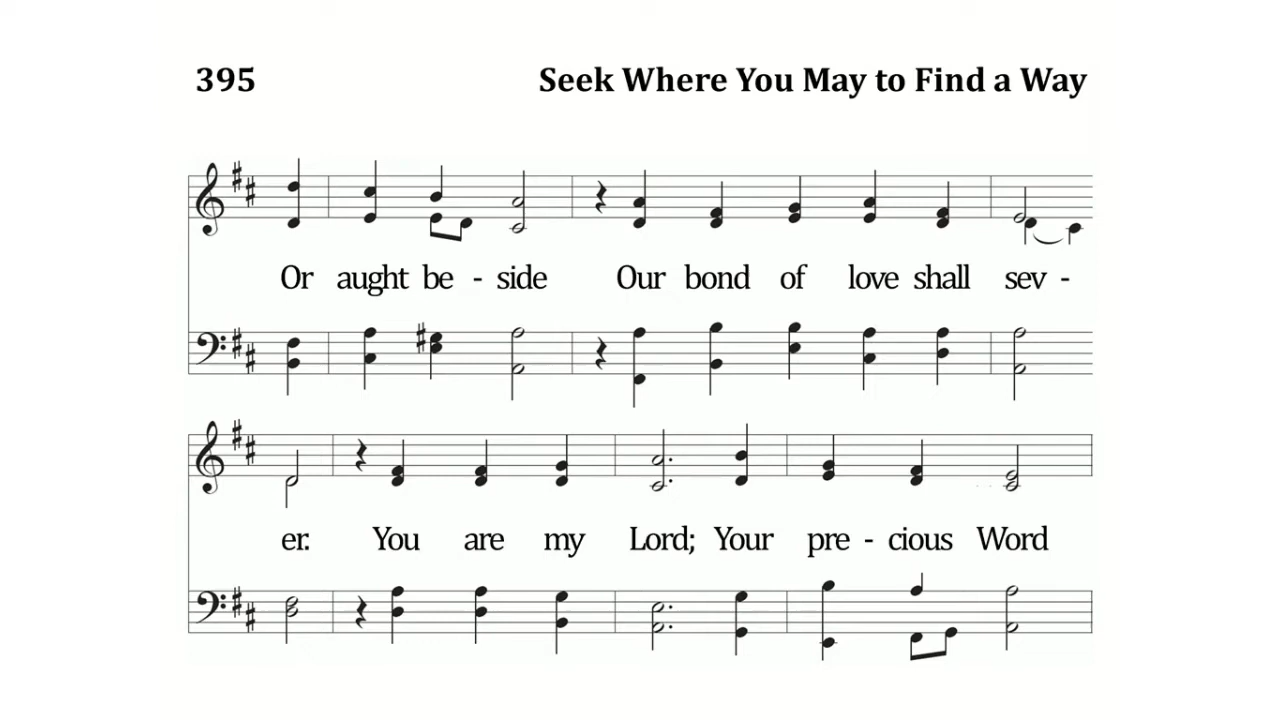 395 Seek Where You May to Find a Way
Or aught be - side Our bond of love shall sev -
er. You are my Lord; Your pre - cious Word